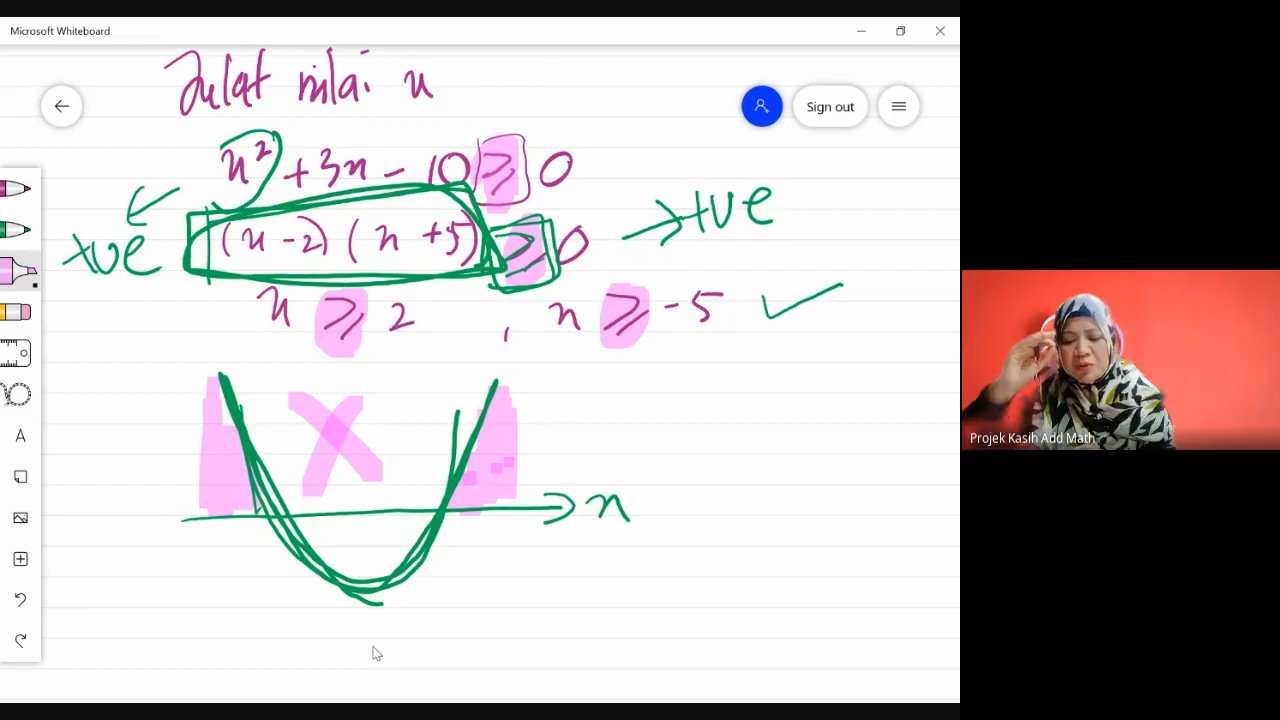 Microsoft Whiteboard
Sign out
Julat nilai x
x² + 3x - 10 ≥ 0
+ve (x - 2) (x + 5) ≥ 0 → +ve
x ≥ 2 , x ≥ -5 ✓
X
x
A
Projek Kasih Add Math